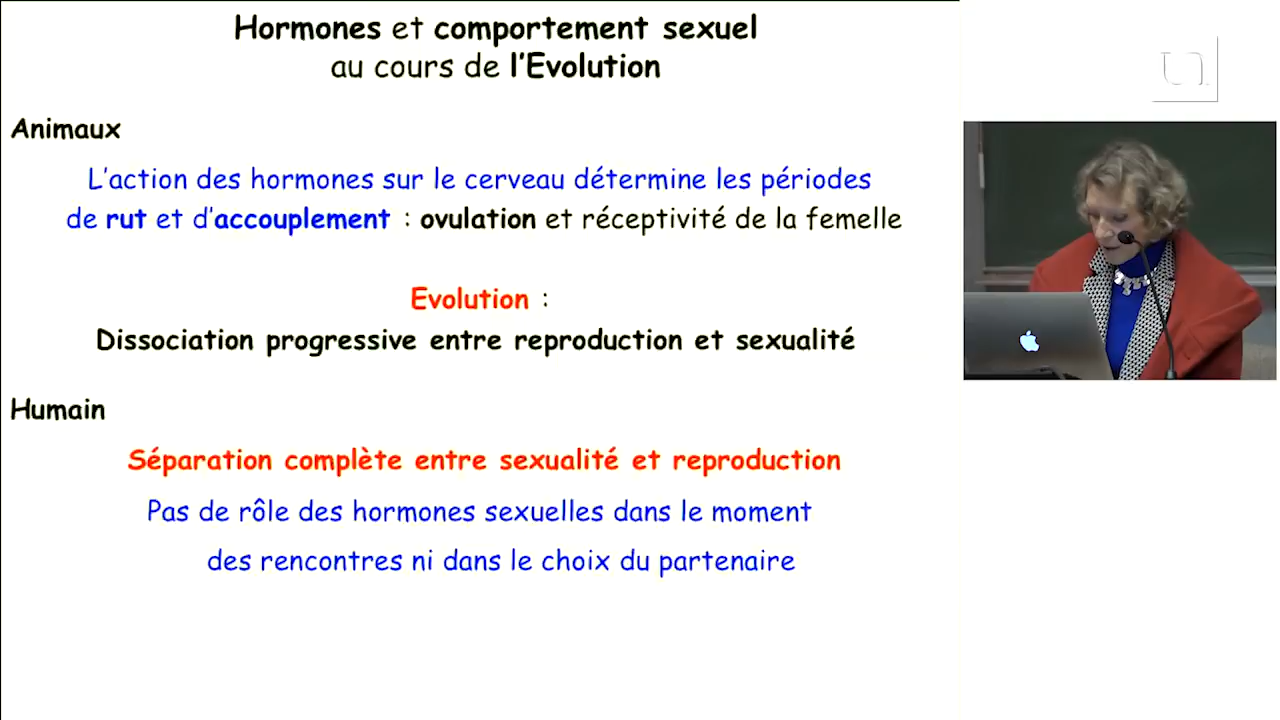 Hormones et comportement sexuel
au cours de l'Evolution
Animaux
L'action des hormones sur le cerveau détermine les périodes
de rut et d'accouplement : ovulation et réceptivité de la femelle
Evolution :
Dissociation progressive entre reproduction et sexualité
Humain
Séparation complète entre sexualité et reproduction
Pas de rôle des hormones sexuelles dans le moment
des rencontres ni dans le choix du partenaire